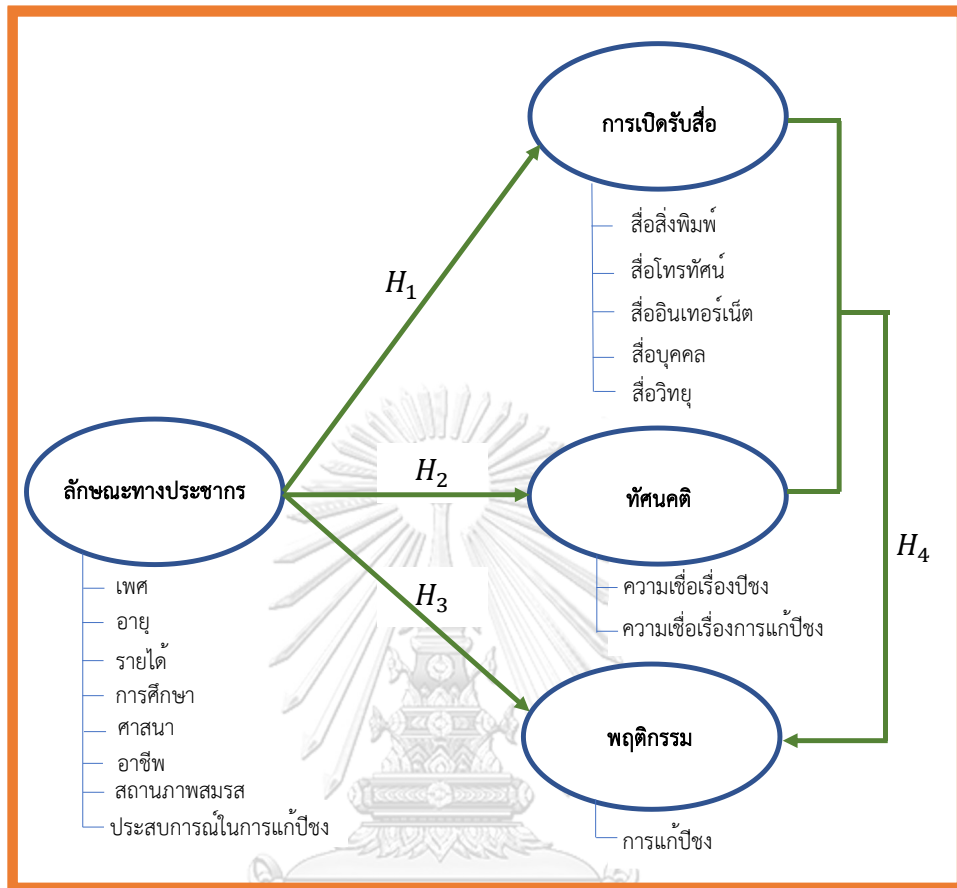 การเปิดรับสื่อ
สื่อสิ่งพิมพ์
สื่อโทรทัศน์
สื่ออินเทอร์เน็ต
สื่อบุคคล
สื่อวิทยุ
H₁
ลักษณะทางประชากร
เพศ
อายุ
รายได้
การศึกษา
ศาสนา
อาชีพ
สถานภาพสมรส
ประสบการณ์ในการแก้ปีชง
H₂
ทัศนคติ
ความเชื่อเรื่องปีชง
ความเชื่อเรื่องการแก้ปีชง
H₃
H₄
พฤติกรรม
การแก้ปีชง